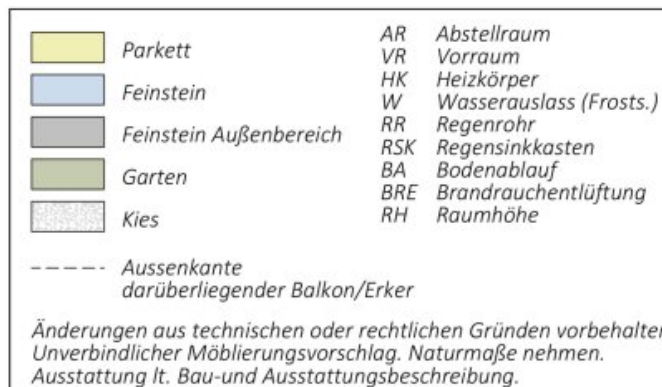 Parkett
Feinstein
Feinstein Außenbereich
Garten
Kies
Aussenkante
darüberliegender Balkon/Erker
AR Abstellraum
VR Vorraum
HK Heizkörper
W Wasserauslass (Frosts.)
RR Regenrohr
RSK Regensinkkasten
BA Bodenablauf
BRE Brandrauchentlüftung
RH Raumhöhe
Änderungen aus technischen oder rechtlichen Gründen vorbehalten
Unverbindlicher Möblierungsvorschlag. Naturmaße nehmen.
Ausstattung lt. Bau-und Ausstattungsbeschreibung.